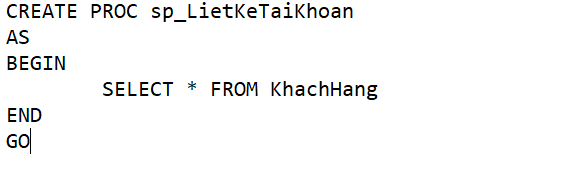 CREATE PROC sp_LietKeTaiKhoan
AS
BEGIN
        SELECT * FROM KhachHang
END
GO